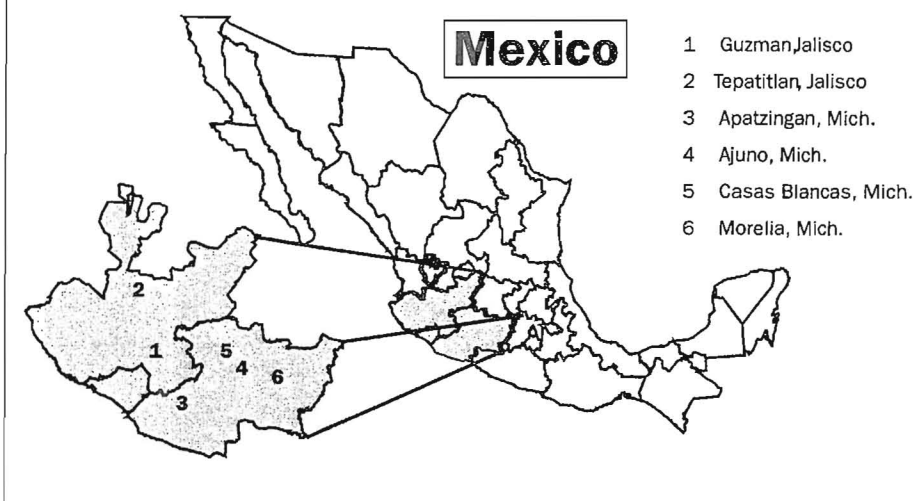 Mexico
1 Guzman,Jalisco
2 Tepatitlan, Jalisco
3 Apatzingan, Mich.
4 Ajuno, Mich.
5 Casas Blancas, Mich.
6 Morelia, Mich.
2
1
5
4
6
3
A
A